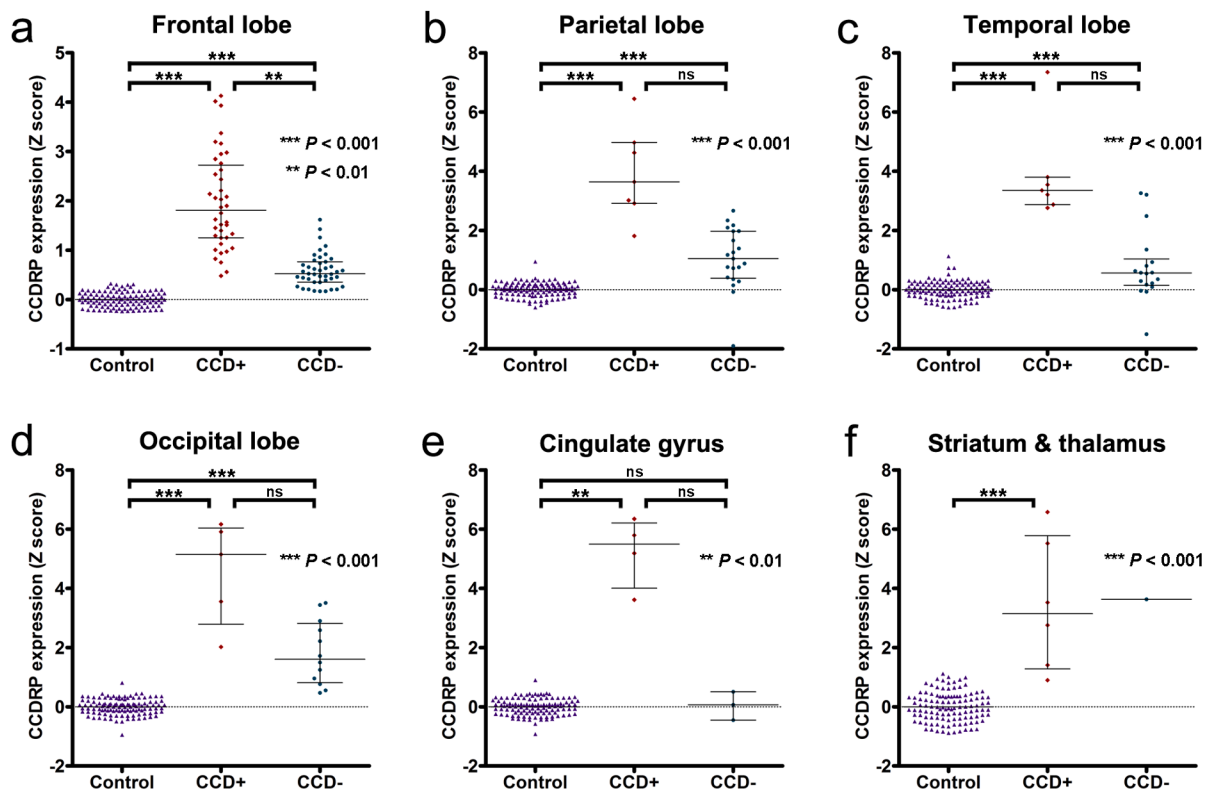 a Frontal lobe
CCDRP expression (Z score)
5
4
3
2
1
0
-1
***
*** **
*** P < 0.001
** P < 0.01
Control CCD+ CCD-
b Parietal lobe
CCDRP expression (Z score)
8
6
4
2
0
-2
***
*** ns
*** P < 0.001
Control CCD+ CCD-
c Temporal lobe
CCDRP expression (Z score)
8
6
4
2
0
-2
***
*** ns
*** P < 0.001
Control CCD+ CCD-
d Occipital lobe
CCDRP expression (Z score)
8
6
4
2
0
-2
***
*** ns
*** P < 0.001
Control CCD+ CCD-
e Cingulate gyrus
CCDRP expression (Z score)
8
6
4
2
0
-2
ns
** ns
** P < 0.01
Control CCD+ CCD-
f Striatum & thalamus
CCDRP expression (Z score)
8
6
4
2
0
-2
***
*** P < 0.001
Control CCD+ CCD-